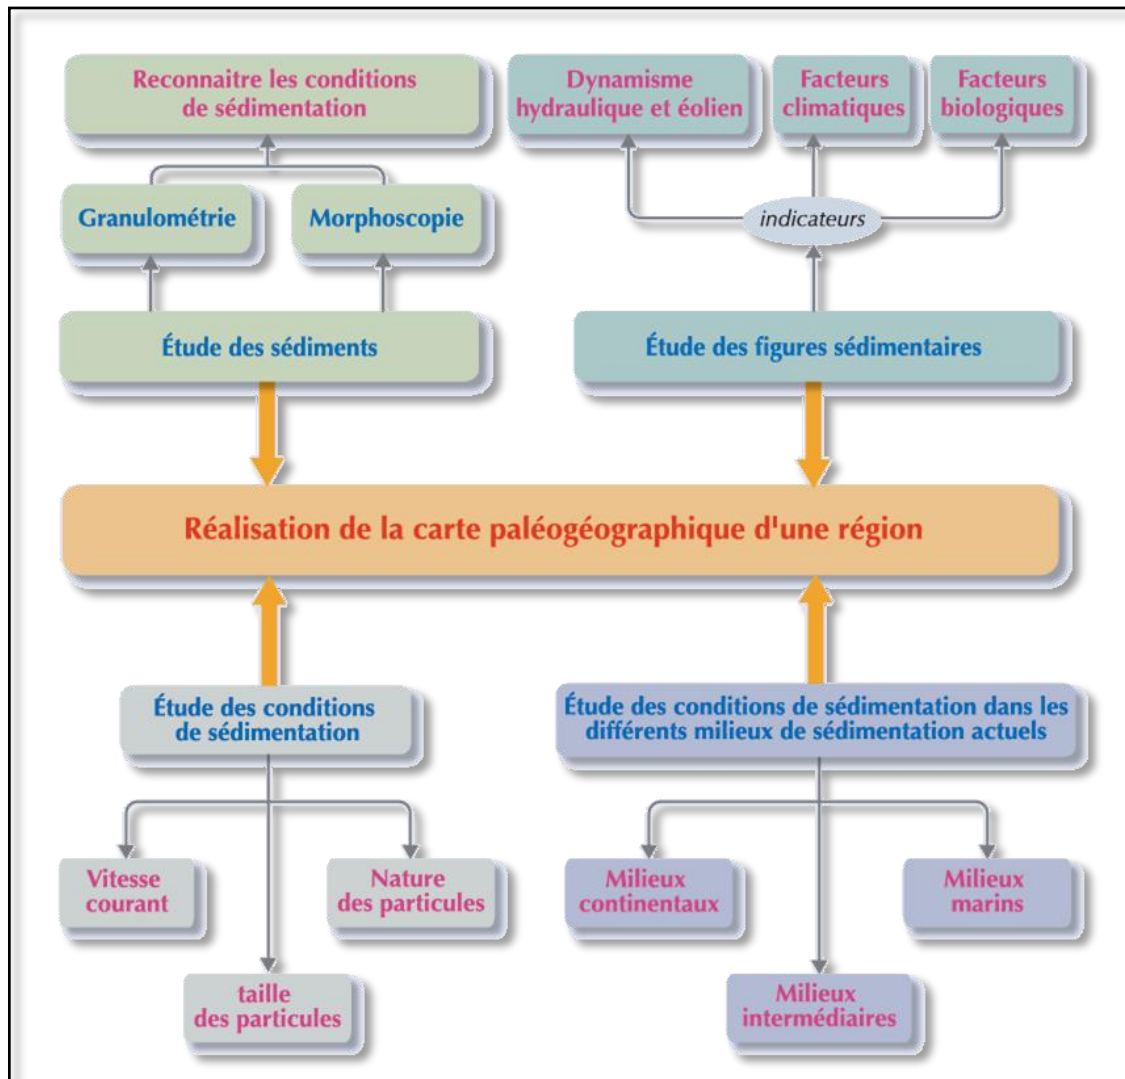 Reconnaitre les conditions
de sédimentation
Dynamisme
hydraulique et éolien
Facteurs
climatiques
Facteurs
biologiques
Granulométrie
Morphoscopie
indicateurs
Étude des sédiments
Étude des figures sédimentaires
Réalisation de la carte paléogéographique d'une région
Étude des conditions
de sédimentation
Étude des conditions de sédimentation dans les
différents milieux de sédimentation actuels
Vitesse
courant
Nature
des particules
taille
des particules
Milieux
continentaux
Milieux
marins
Milieux
intermédiaires